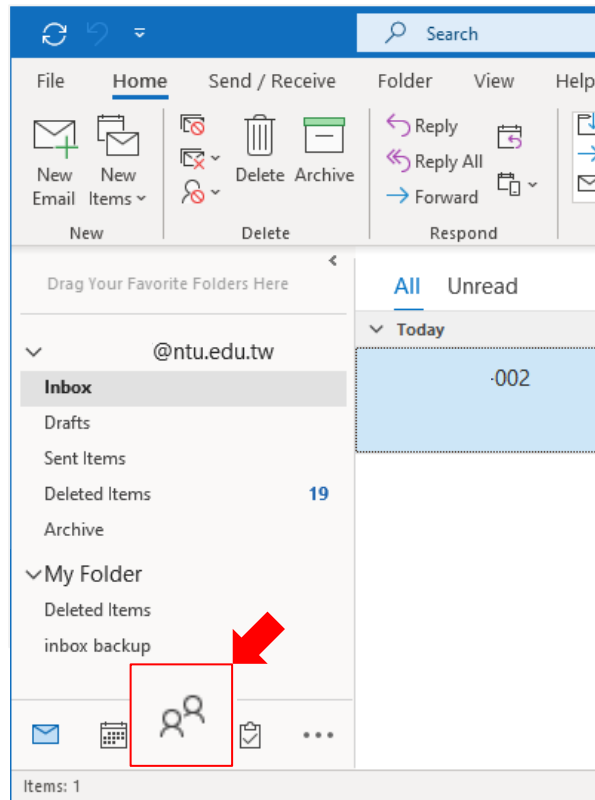 Search
File Home Send / Receive Folder View Help
New Email
New Items
Delete
Archive
Reply
Reply All
Forward
New
Delete
Respond
Drag Your Favorite Folders Here
All Unread
Today
@ntu.edu.tw
-002
Inbox
Drafts
Sent Items
Deleted Items 19
Archive
My Folder
Deleted Items
inbox backup
Items: 1